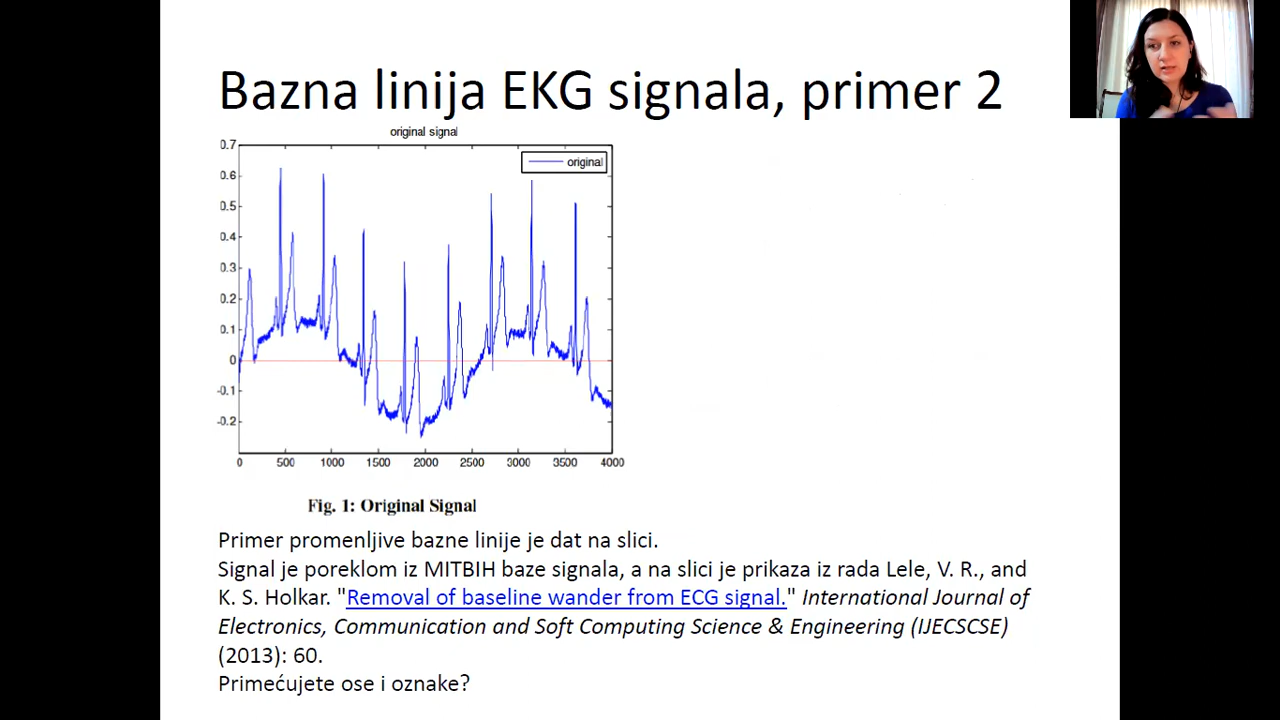 Bazna linija EKG signala, primer 2
original signal
original
0.7
0.6
0.5
0.4
0.3
0.2
0.1
0
-0.1
-0.2
0 500 1000 1500 2000 2500 3000 3500 4000
Fig. 1: Original Signal
Primer promenljive bazne linije je dat na slici.
Signal je poreklom iz MITBIH baze signala, a na slici je prikaza iz rada Lele, V. R., and
K. S. Holkar. "Removal of baseline wander from ECG signal." International Journal of
Electronics, Communication and Soft Computing Science & Engineering (IJECSCSE)
(2013): 60.
Primećujete ose i oznake?